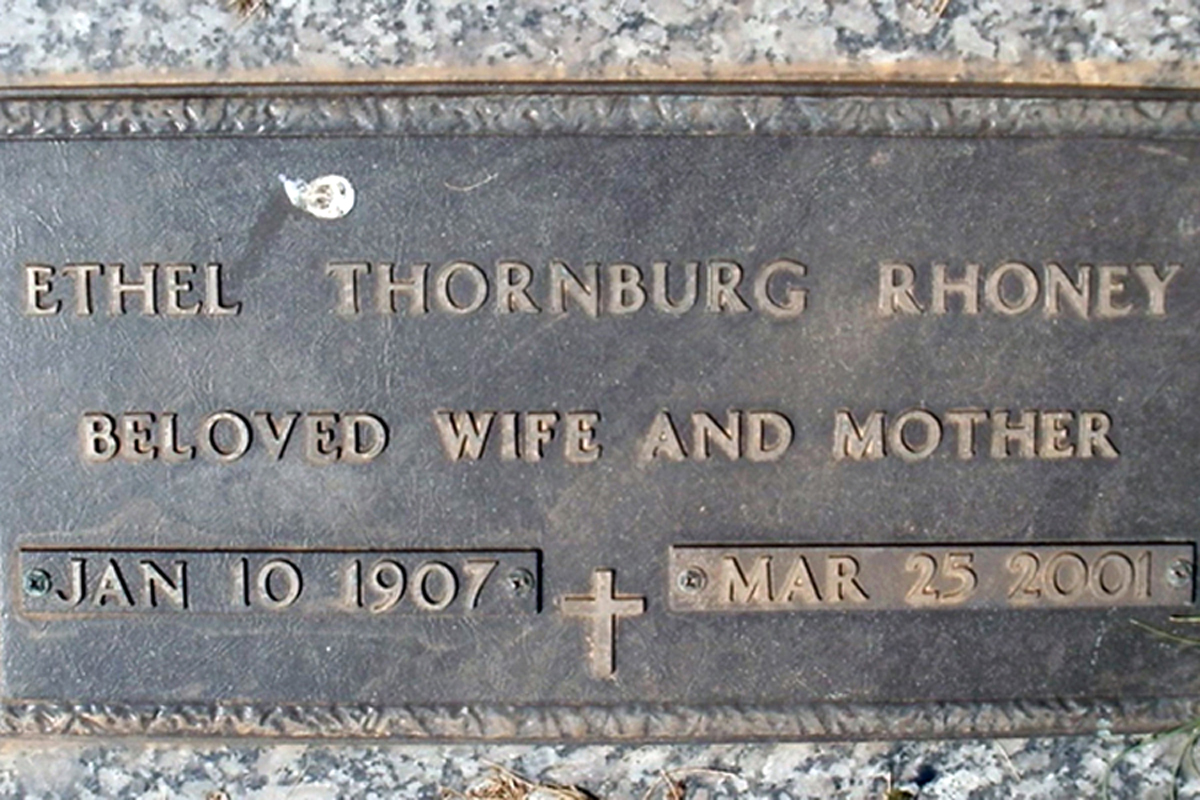 ETHEL THORNBURG RHONEY
BELOVED WIFE AND MOTHER
JAN 10 1907 MAR 25 2001